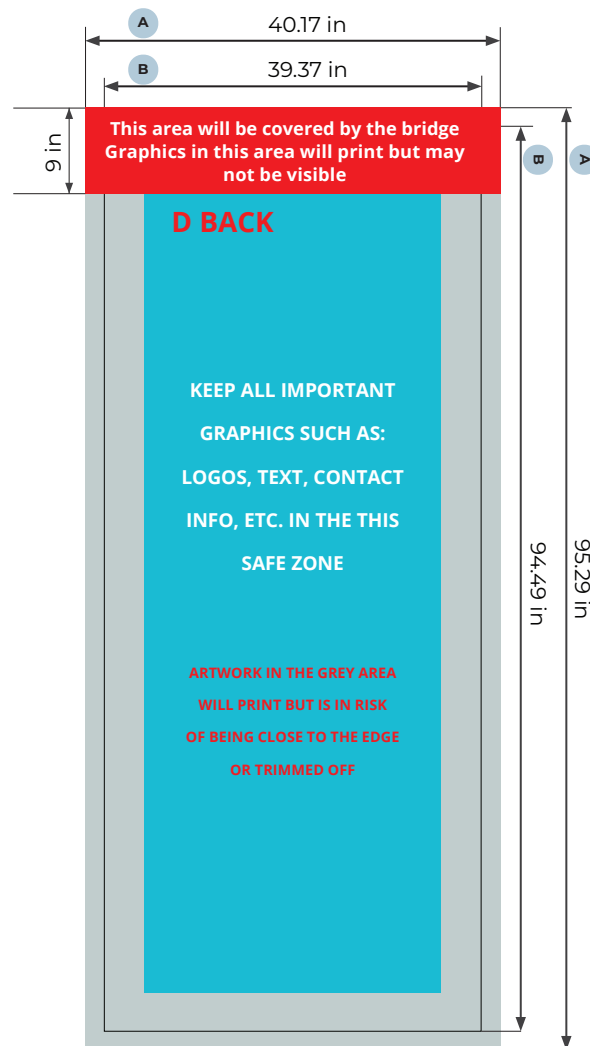 A
40.17 in
B
39.37 in
This area will be covered by the bridge
Graphics in this area will print but may
not be visible
9 in
B
A
D BACK
KEEP ALL IMPORTANT
GRAPHICS SUCH AS:
LOGOS, TEXT, CONTACT
INFO, ETC. IN THE THIS
SAFE ZONE
94.49 in
95.29 in
ARTWORK IN THE GREY AREA
WILL PRINT BUT IS IN RISK
OF BEING CLOSE TO THE EDGE
OR TRIMMED OFF